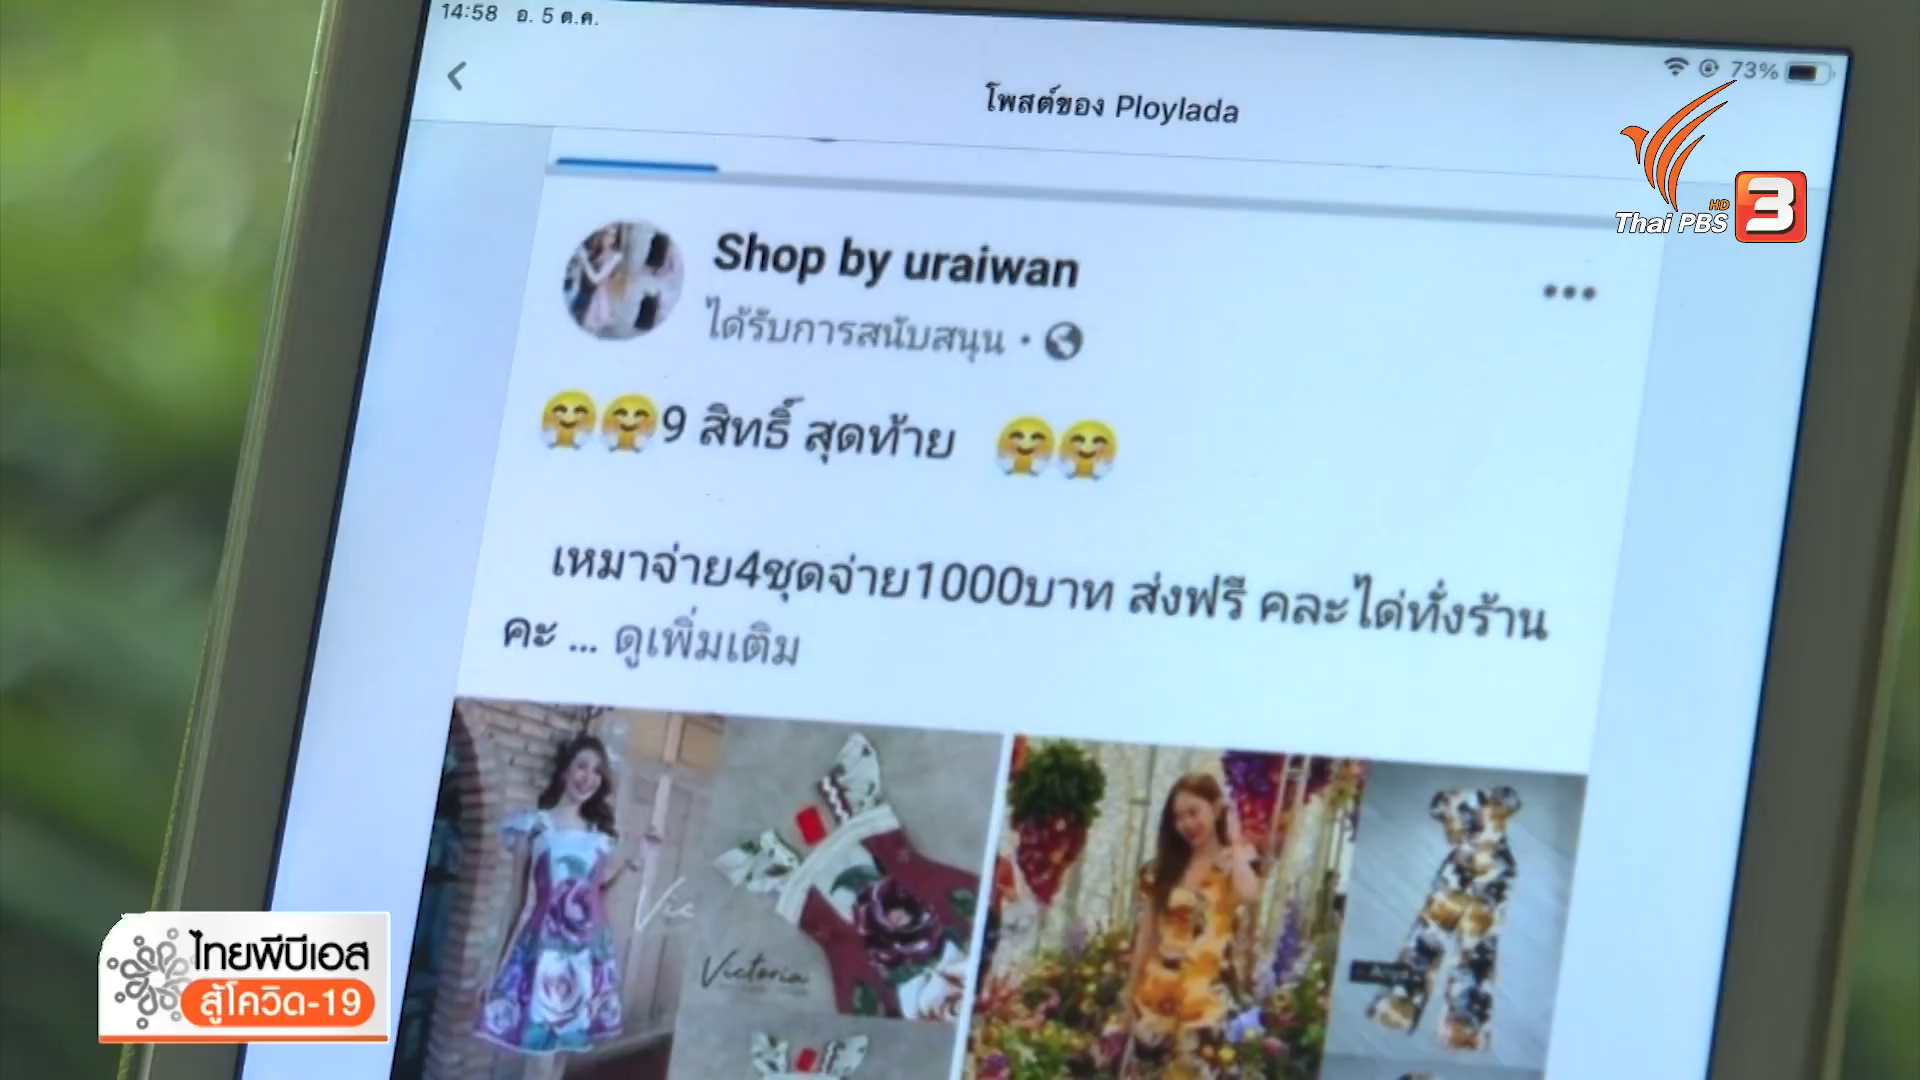 14:58 อ. 5 ต.ค.
73%
โพสต์ของ Ploylada
HD
Thai PBS 3
Shop by uraiwan
ได้รับการสนับสนุน ·
9 สิทธิ์ สุดท้าย
เหมาจ่าย4ชุดจ่าย1000บาท ส่งฟรี คละได่ทั่งร้าน
คะ ... ดูเพิ่มเติม
Vic
Victoria
ไทยพีบีเอส
สู้โควิด-19